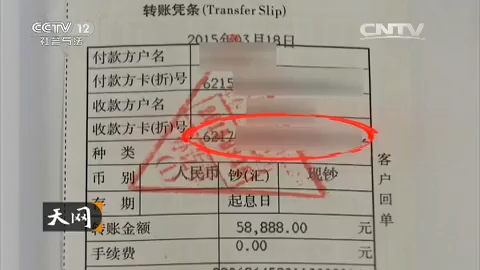 CCTV 12
社会与法
CNTV
转账凭条(Transfer Slip)
2015年03月18日
付款方户名
付款方卡(折)号 6215
收款方户名
收款方卡(折)号 6217
种 类
币 别 人民币 钞(汇) 现钞
存 期 起息日
转账金额 58,888.00 元
手续费 0.00 元
客户回单
天网